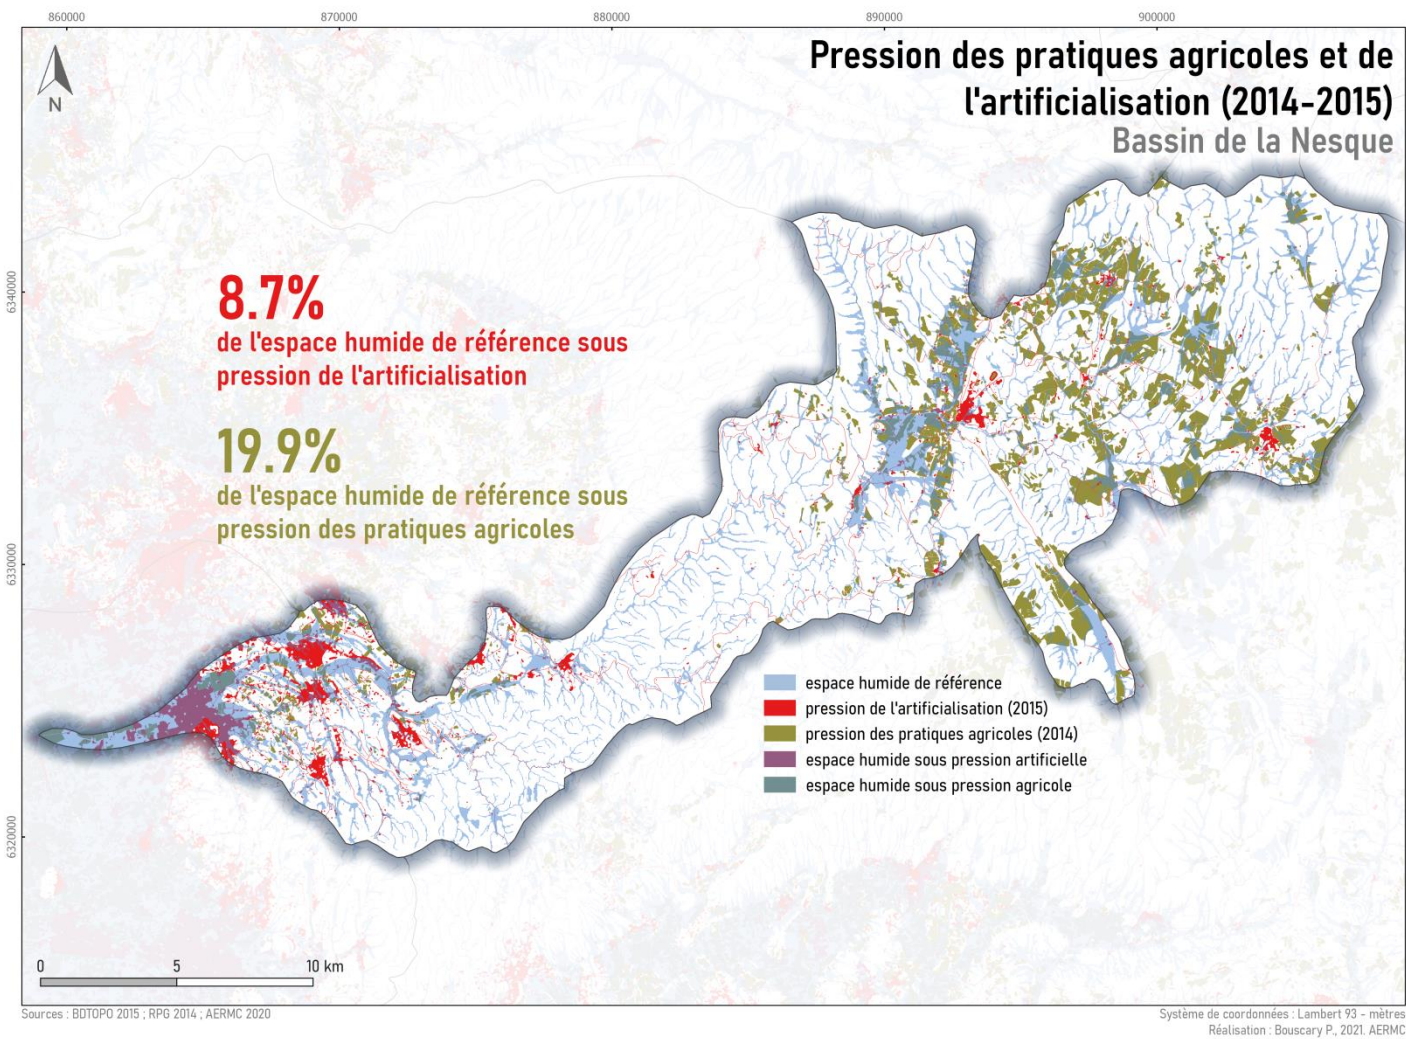 860000
870000
880000
890000
900000
Pression des pratiques agricoles et de
l'artificialisation (2014-2015)
Bassin de la Nesque
N
6340000
8.7%
de l'espace humide de référence sous
pression de l'artificialisation
19.9%
de l'espace humide de référence sous
pression des pratiques agricoles
6330000
espace humide de référence
pression de l'artificialisation (2015)
pression des pratiques agricoles (2014)
espace humide sous pression artificielle
espace humide sous pression agricole
6320000
0 5 10 km
Sources : BDTOPO 2015 ; RPG 2014 ; AERMC 2020
Système de coordonnées : Lambert 93 - mètres
Réalisation : Bouscary P., 2021. AERMC